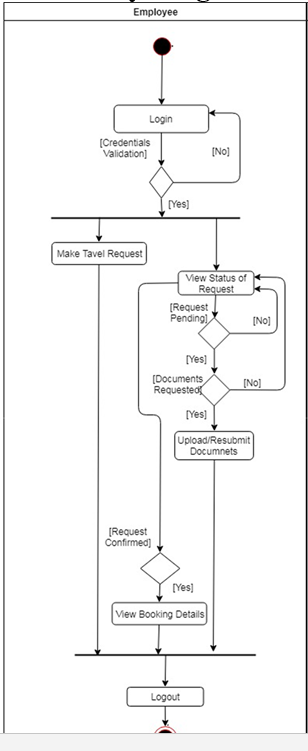 Employee
Login
[Credentials
Validation]
[No]
[Yes]
Make Tavel Request
View Status of
Request
[Request
Pending]
[No]
[Yes]
[Documents
Requested]
[No]
[Yes]
Upload/Resubmit
Documnets
[Request
Confirmed]
[Yes]
View Booking Details
Logout